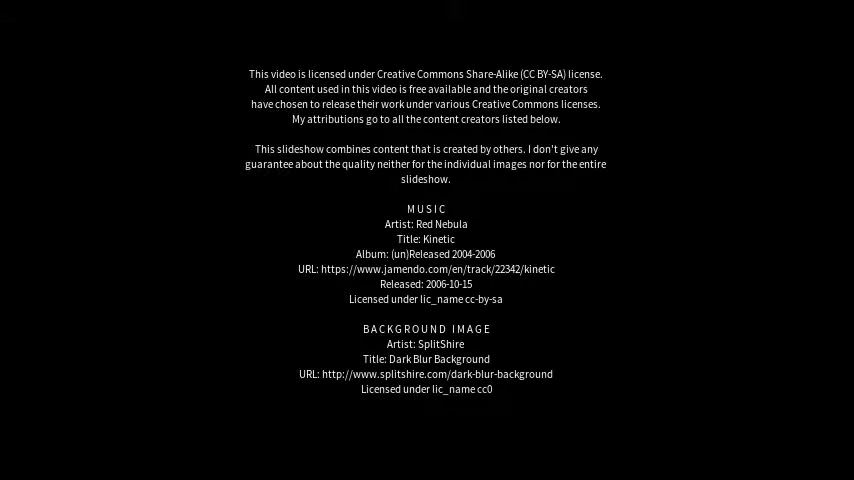 This video is licensed under Creative Commons Share-Alike (CC BY-SA) license.
All content used in this video is free available and the original creators
have chosen to release their work under various Creative Commons licenses.
My attributions go to all the content creators listed below.
This slideshow combines content that is created by others. I don't give any
guarantee about the quality neither for the individual images nor for the entire
slideshow.
MUSIC
Artist: Red Nebula
Title: Kinetic
Album: (un)Released 2004-2006
URL: https://www.jamendo.com/en/track/22342/kinetic
Released: 2006-10-15
Licensed under lic_name cc-by-sa
BACKGROUND IMAGE
Artist: SplitShire
Title: Dark Blur Background
URL: http://www.splitshire.com/dark-blur-background
Licensed under lic_name cc0